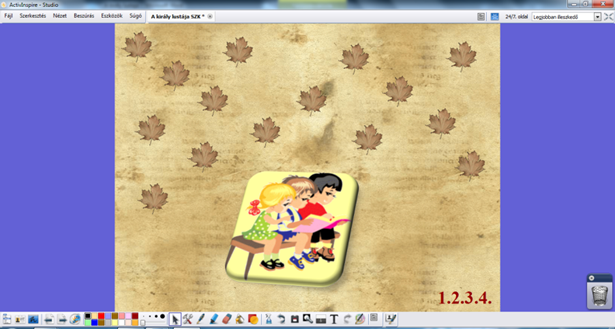 ActivInspire - Studio
Fájl Szerkesztés Nézet Beszúrás Eszközök Súgó
A király lustája SZK *
24/7. oldal
Legjobban illeszkedő
1.2.3.4.